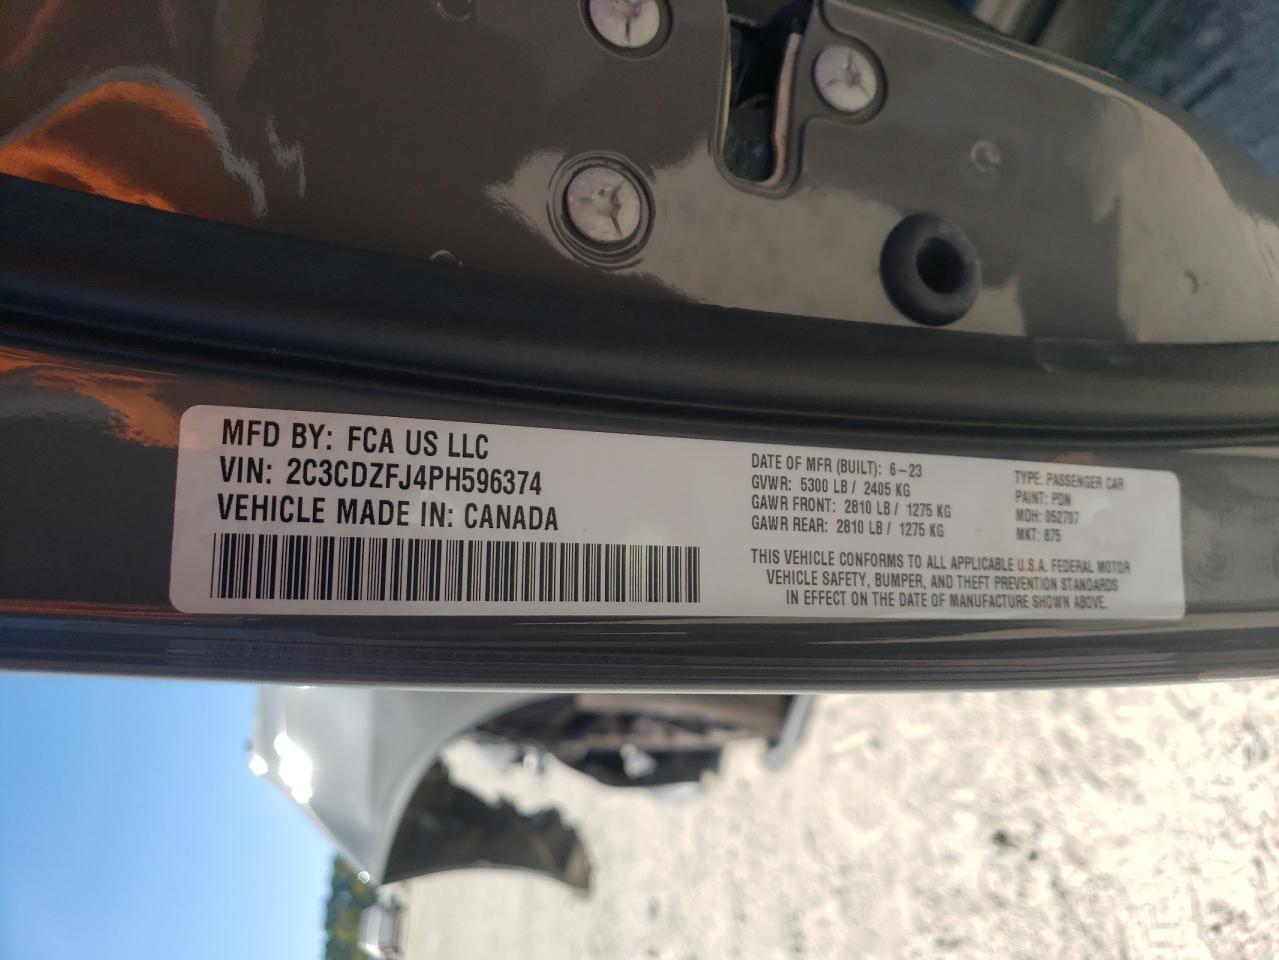 MFD BY: FCA US LLC
VIN: 2C3CDZFJ4PH596374
VEHICLE MADE IN: CANADA
DATE OF MFR (BUILT): 6-23
GVWR: 5300 LB / 2405 KG
GAWR FRONT: 2810 LB / 1275 KG
GAWR REAR: 2810 LB / 1275 KG
TYPE: PASSENGER CAR
PAINT: PDN
MDH: 052707
MKT: 875
THIS VEHICLE CONFORMS TO ALL APPLICABLE U.S.A. FEDERAL MOTOR
VEHICLE SAFETY, BUMPER, AND THEFT PREVENTION STANDARDS
IN EFFECT ON THE DATE OF MANUFACTURE SHOWN ABOVE.